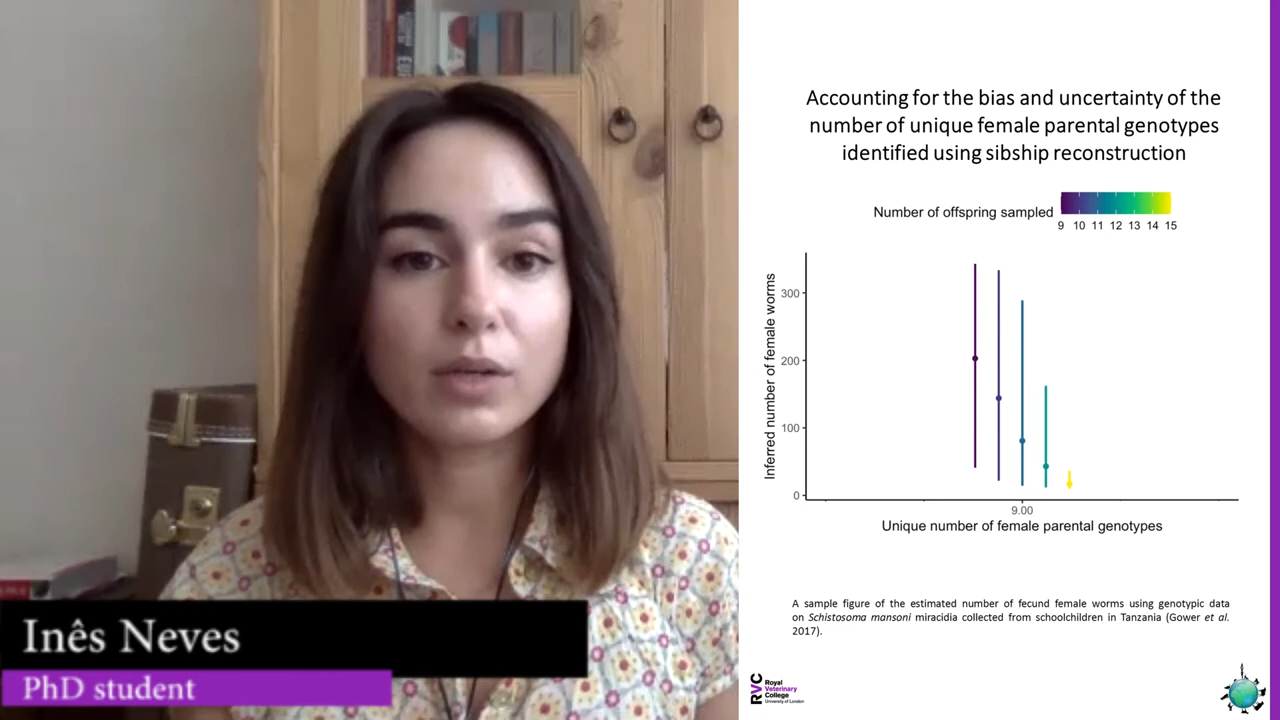 Accounting for the bias and uncertainty of the
number of unique female parental genotypes
identified using sibship reconstruction
Number of offspring sampled
9 10 11 12 13 14 15
Inferred number of female worms
300
200
100
0
9.00
Unique number of female parental genotypes
A sample figure of the estimated number of fecund female worms using genotypic data
on Schistosoma mansoni miracidia collected from schoolchildren in Tanzania (Gower et al.
2017).
Inês Neves
PhD student
RVC
Royal
Veterinary
College
University of London